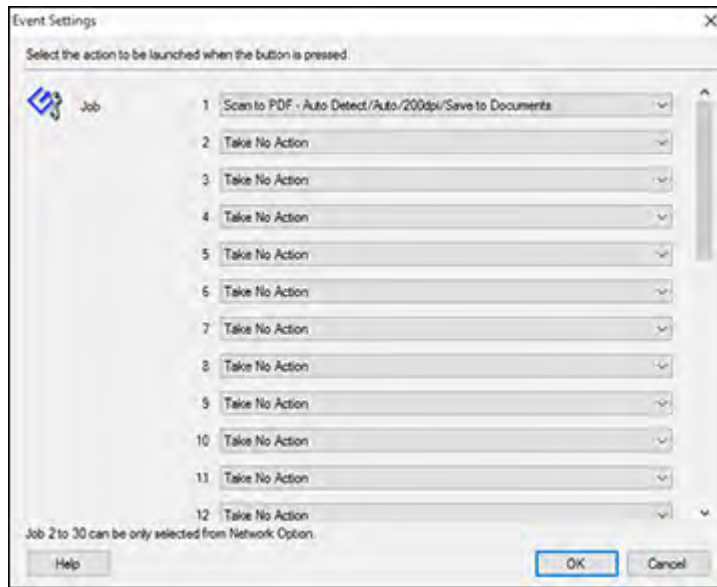 Event Settings
Select the action to be launched when the button is pressed.
Job
1 Scan to PDF - Auto Detect/Auto/200dpi/Save to Documents
2 Take No Action
3 Take No Action
4 Take No Action
5 Take No Action
6 Take No Action
7 Take No Action
8 Take No Action
9 Take No Action
10 Take No Action
11 Take No Action
12 Take No Action
Job 2 to 30 can be only selected from Network Option.
Help OK Cancel